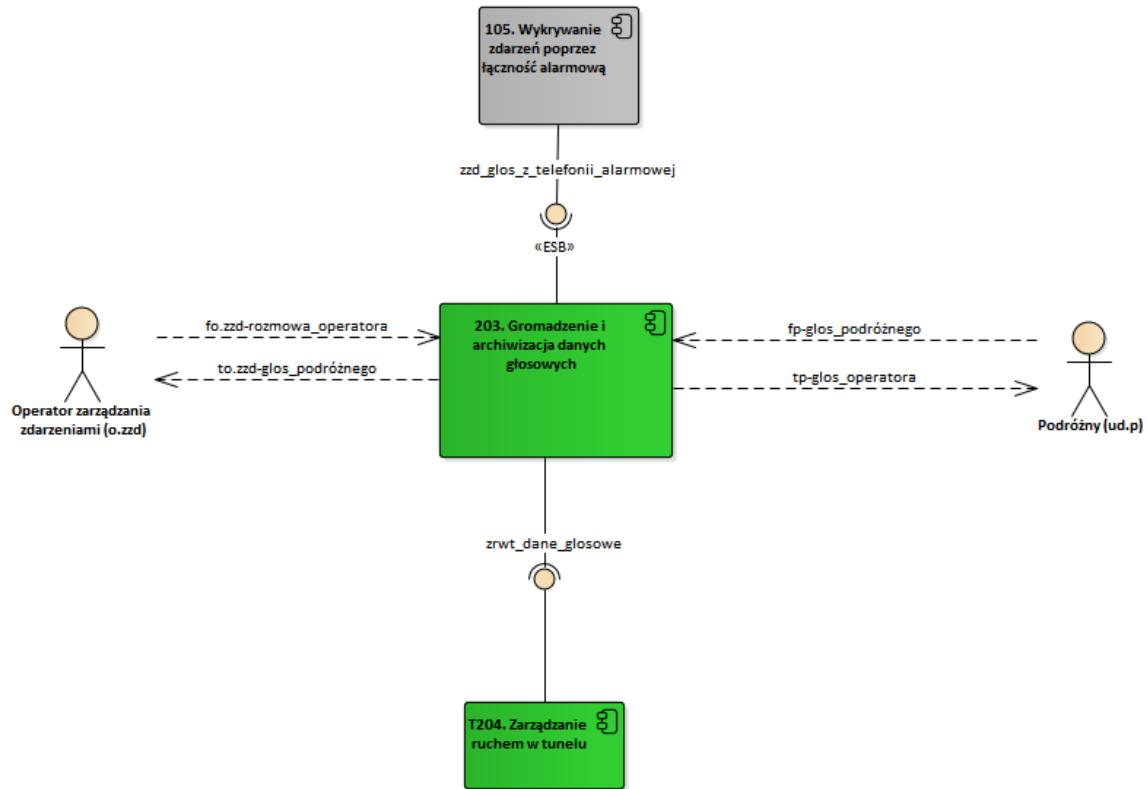 105. Wykrywanie
zdarzeń poprzez
łączność alarmową
zzd_glos_z_telefonii_alarmowej
«ESB»
203. Gromadzenie i
archiwizacja danych
głosowych
fo.zzd-rozmowa_operatora
to.zzd-glos_podróżnego
fp-glos_podróżnego
tp-glos_operatora
Operator zarządzania
zdarzeniami (o.zzd)
Podróżny (ud.p)
zrwt_dane_glosowe
T204. Zarządzanie
ruchem w tunelu